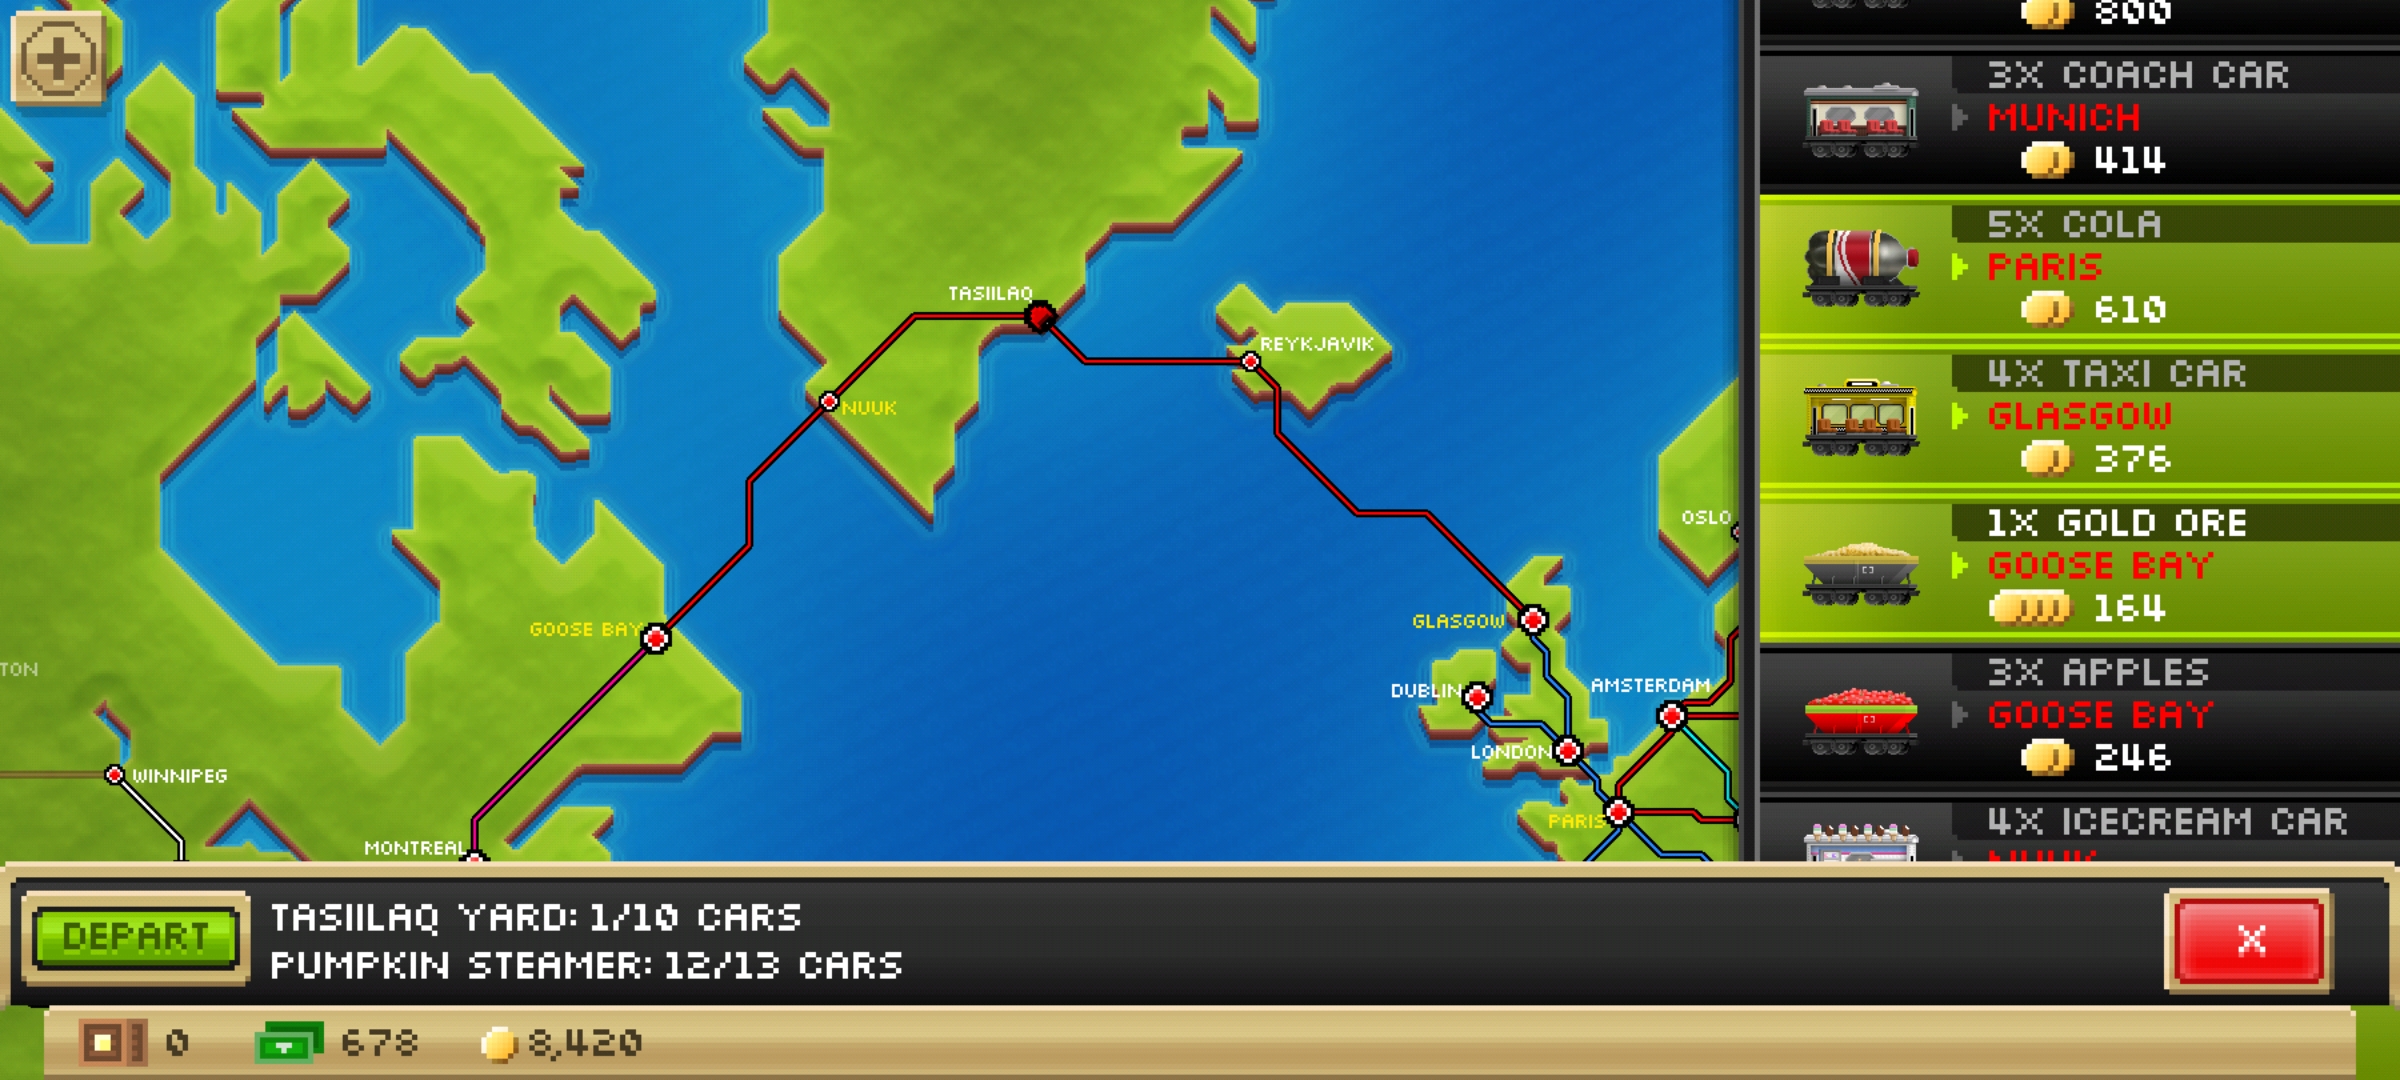 800
3X COACH CAR
MUNICH
414
5X COLA
PARIS
610
4X TAXI CAR
GLASGOW
376
1X GOLD ORE
GOOSE BAY
164
3X APPLES
GOOSE BAY
246
4X ICECREAM CAR
NUUK
TASIILAQ
REYKJAVIK
NUUK
OSLO
GOOSE BAY
GLASGOW
TON
DUBLIN
AMSTERDAM
LONDON
WINNIPEG
PARIS
MONTREAL
DEPART
TASIILAQ YARD: 1/10 CARS
PUMPKIN STEAMER: 12/13 CARS
X
0
678
8,420